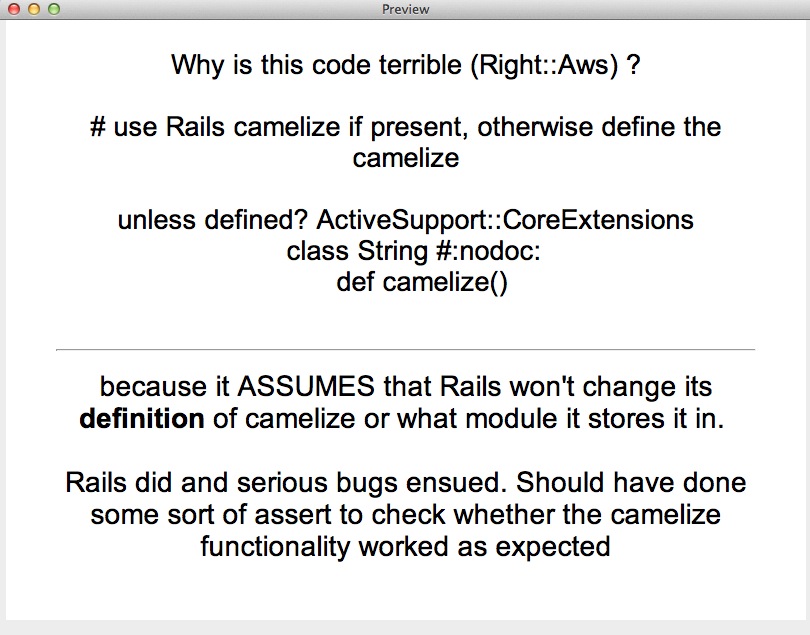 Preview
Why is this code terrible (Right::Aws) ?
# use Rails camelize if present, otherwise define the
camelize
unless defined? ActiveSupport::CoreExtensions
class String #:nodoc:
def camelize()
because it ASSUMES that Rails won't change its
definition of camelize or what module it stores it in.
Rails did and serious bugs ensued. Should have done
some sort of assert to check whether the camelize
functionality worked as expected